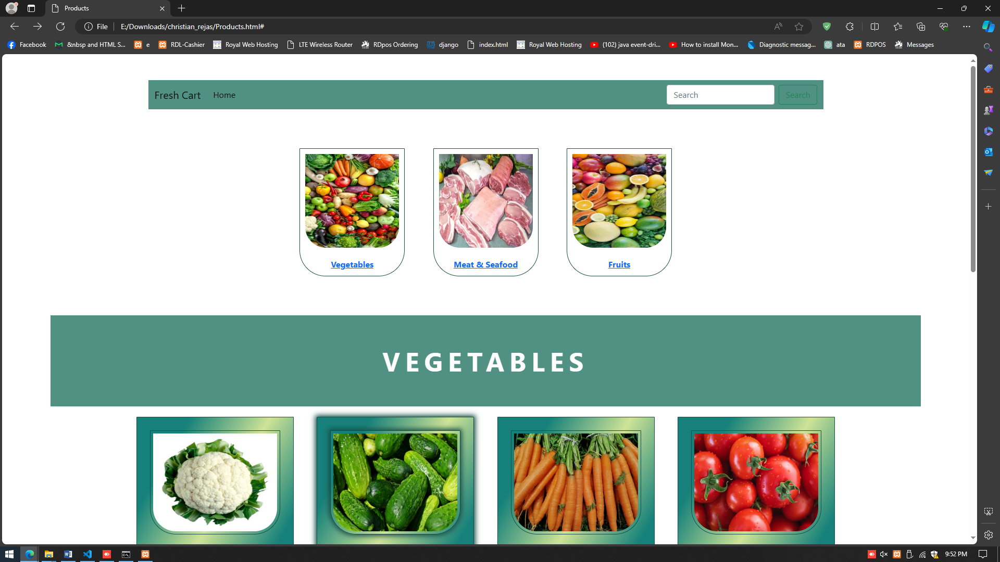 Products
File
E:/Downloads/christian_rejas/Products.html#
Facebook
&nbsp and HTML S...
e
RDL-Cashier
Royal Web Hosting
LTE Wireless Router
RDpos Ordering
django
index.html
Royal Web Hosting
(102) java event-dri...
How to install Mon...
Diagnostic messag...
ata
RDPOS
Messages
Fresh Cart
Home
Search
Search
Vegetables
Meat & Seafood
Fruits
VEGETABLES
9:52 PM